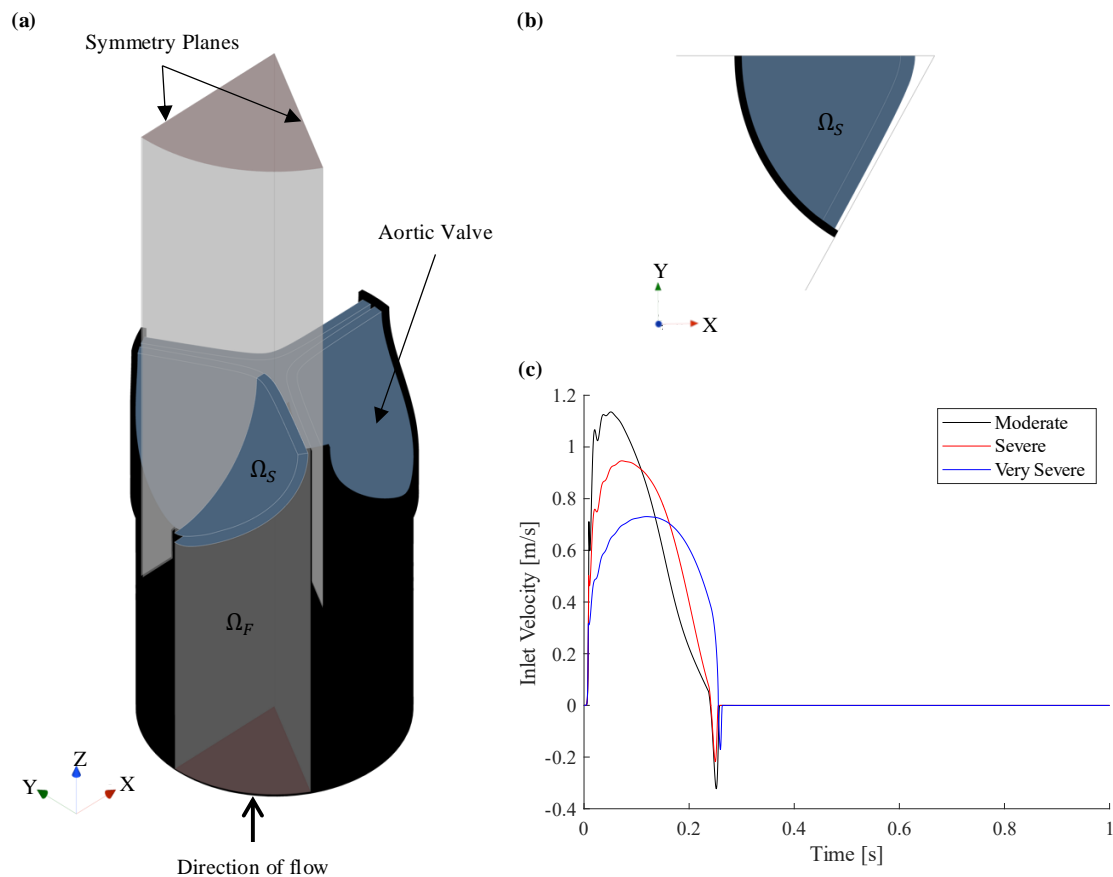 (a)
Symmetry Planes
Aortic Valve
Ω_S
Ω_F
Z
Y
X
Direction of flow
(b)
Ω_S
Y
X
(c)
Inlet Velocity [m/s]
1.2
1
0.8
0.6
0.4
0.2
0
-0.2
-0.4
Moderate
Severe
Very Severe
0 0.2 0.4 0.6 0.8 1
Time [s]